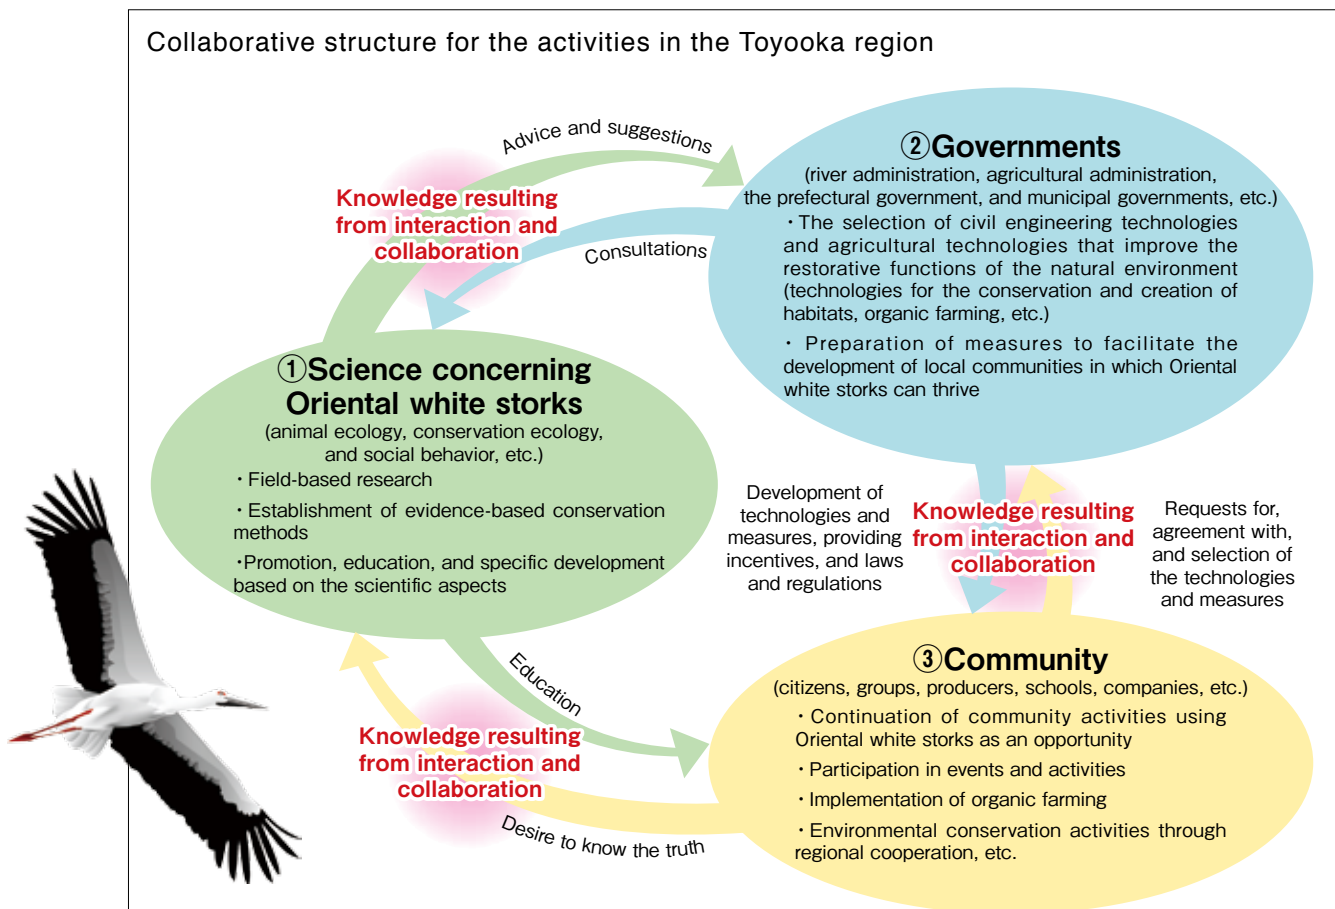 Collaborative structure for the activities in the Toyooka region
Advice and suggestions
Knowledge resulting
from interaction and
collaboration
Consultations
②Governments
(river administration, agricultural administration,
the prefectural government, and municipal governments, etc.)
・The selection of civil engineering technologies
and agricultural technologies that improve the
restorative functions of the natural environment
(technologies for the conservation and creation of
habitats, organic farming, etc.)
・ Preparation of measures to facilitate the
development of local communities in which Oriental
white storks can thrive
①Science concerning
Oriental white storks
(animal ecology, conservation ecology,
and social behavior, etc.)
・Field-based research
・Establishment of evidence-based conservation
methods
・Promotion, education, and specific development
based on the scientific aspects
Development of
technologies and
measures, providing
incentives, and laws
and regulations
Knowledge resulting
from interaction and
collaboration
Requests for,
agreement with,
and selection of
the technologies
and measures
Education
Knowledge resulting
from interaction and
collaboration
Desire to know the truth
③Community
(citizens, groups, producers, schools, companies, etc.)
・Continuation of community activities using
Oriental white storks as an opportunity
・Participation in events and activities
・Implementation of organic farming
・Environmental conservation activities through
regional cooperation, etc.